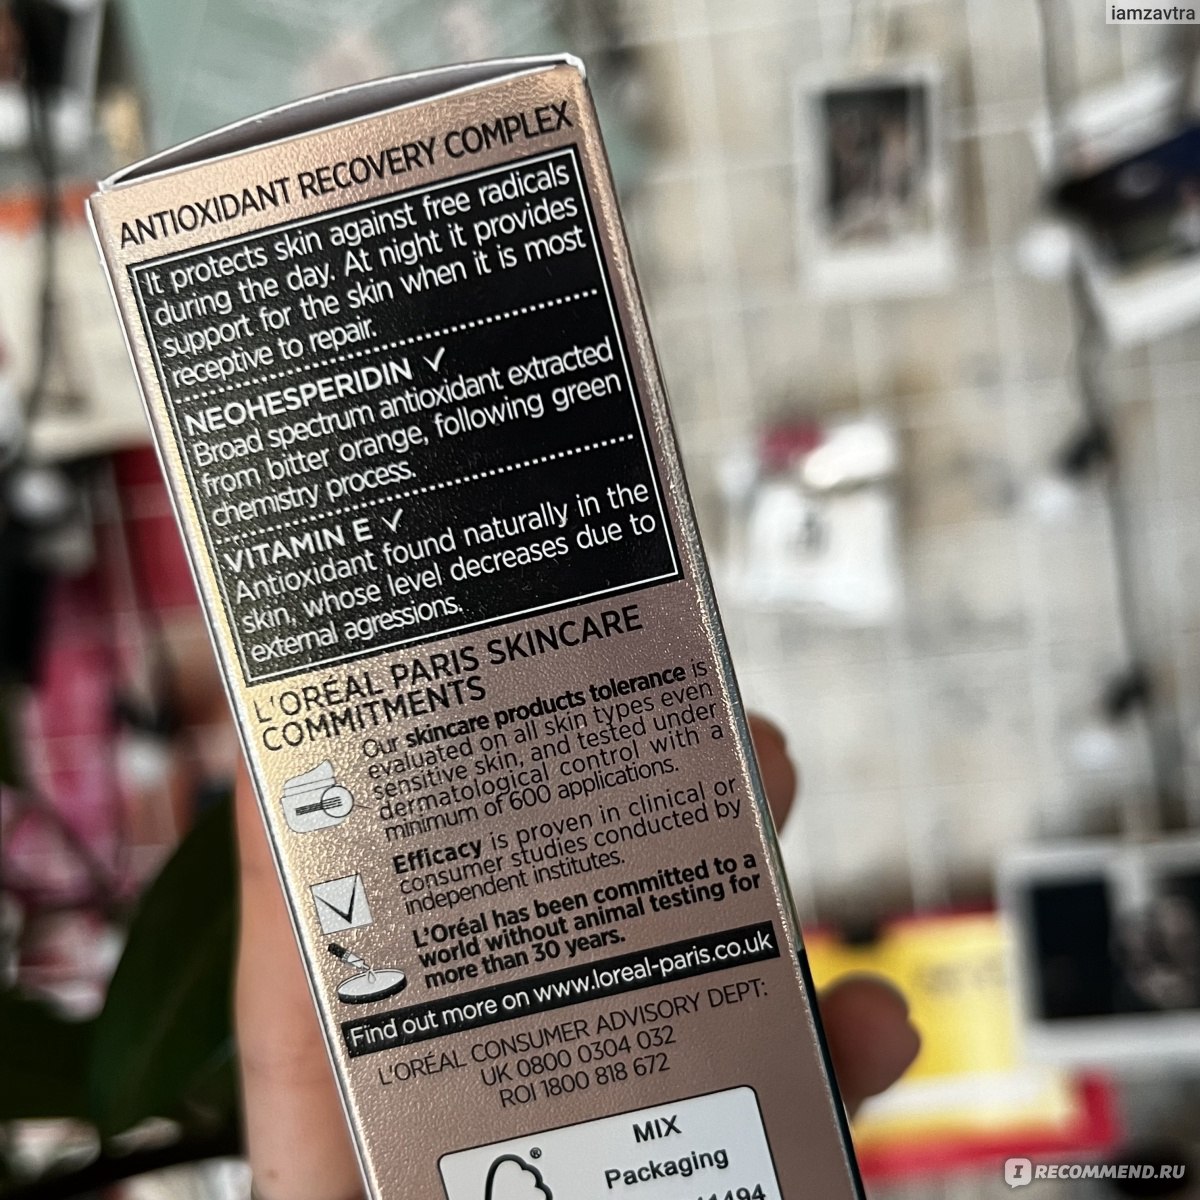 iamzavtra
ANTIOXIDANT RECOVERY COMPLEX
It protects skin against free radicals
during the day. At night it provides
support for the skin when it is most
receptive to repair.
NEOHESPERIDIN ✓
Broad spectrum antioxidant extracted
from bitter orange, following green
chemistry process.
VITAMIN E ✓
Antioxidant found naturally in the
skin, whose level decreases due to
external agressions.
L'ORÉAL PARIS SKINCARE
COMMITMENTS
Our skincare products tolerance is
evaluated on all skin types even
sensitive skin, and tested under
dermatological control with a
minimum of 600 applications.
Efficacy is proven in clinical or
consumer studies conducted by
independent institutes.
L'Oréal has been committed to a
world without animal testing for
more than 30 years.
Find out more on www.loreal-paris.co.uk
L'ORÉAL CONSUMER ADVISORY DEPT:
UK 0800 0304 032
ROI 1800 818 672
®
MIX
Packaging
IRECOMMEND.RU